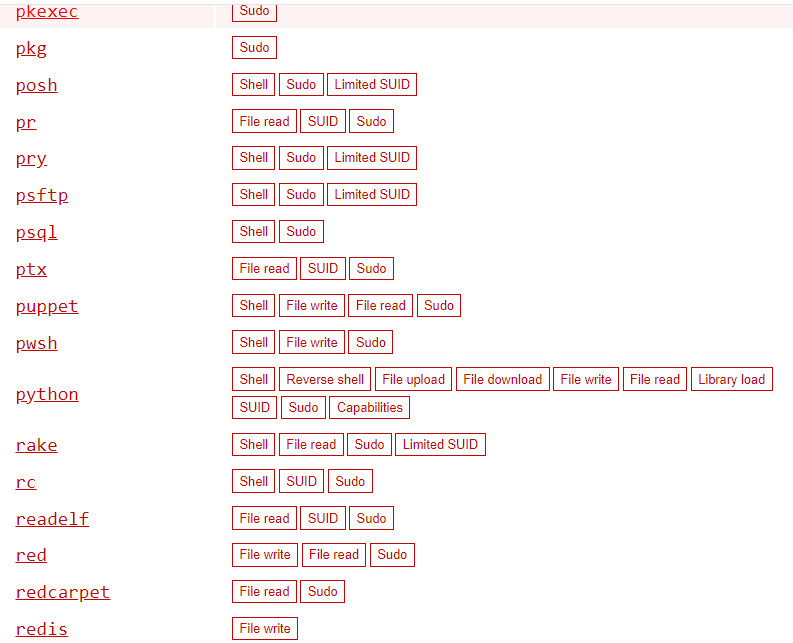 pkexec Sudo
pkg Sudo
posh Shell Sudo Limited SUID
pr File read SUID Sudo
pry Shell Sudo Limited SUID
psftp Shell Sudo Limited SUID
psql Shell Sudo
ptx File read SUID Sudo
puppet Shell File write File read Sudo
pwsh Shell File write Sudo
python Shell Reverse shell File upload File download File write File read Library load
SUID Sudo Capabilities
rake Shell File read Sudo Limited SUID
rc Shell SUID Sudo
readelf File read SUID Sudo
red File write File read Sudo
redcarpet File read Sudo
redis File write